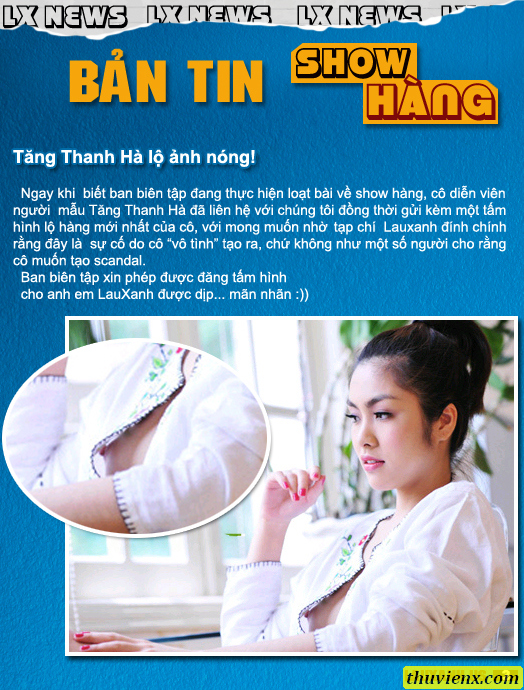 LX NEWS LX NEWS LX NEWS LX NEWS
BẢN TIN SHOW HÀNG
Tăng Thanh Hà lộ ảnh nóng!
Ngay khi biết ban biên tập đang thực hiện loạt bài về show hàng, cô diễn viên
người mẫu Tăng Thanh Hà đã liên hệ với chúng tôi đồng thời gửi kèm một tấm
hình lộ hàng mới nhất của cô, với mong muốn nhờ tạp chí Lauxanh đính chính
rằng đây là sự cố do cô “vô tình” tạo ra, chứ không như một số người cho rằng
cô muốn tạo scandal.
Ban biên tập xin phép được đăng tấm hình
cho anh em LauXanh được dịp... mãn nhãn :))
thuvienx.com